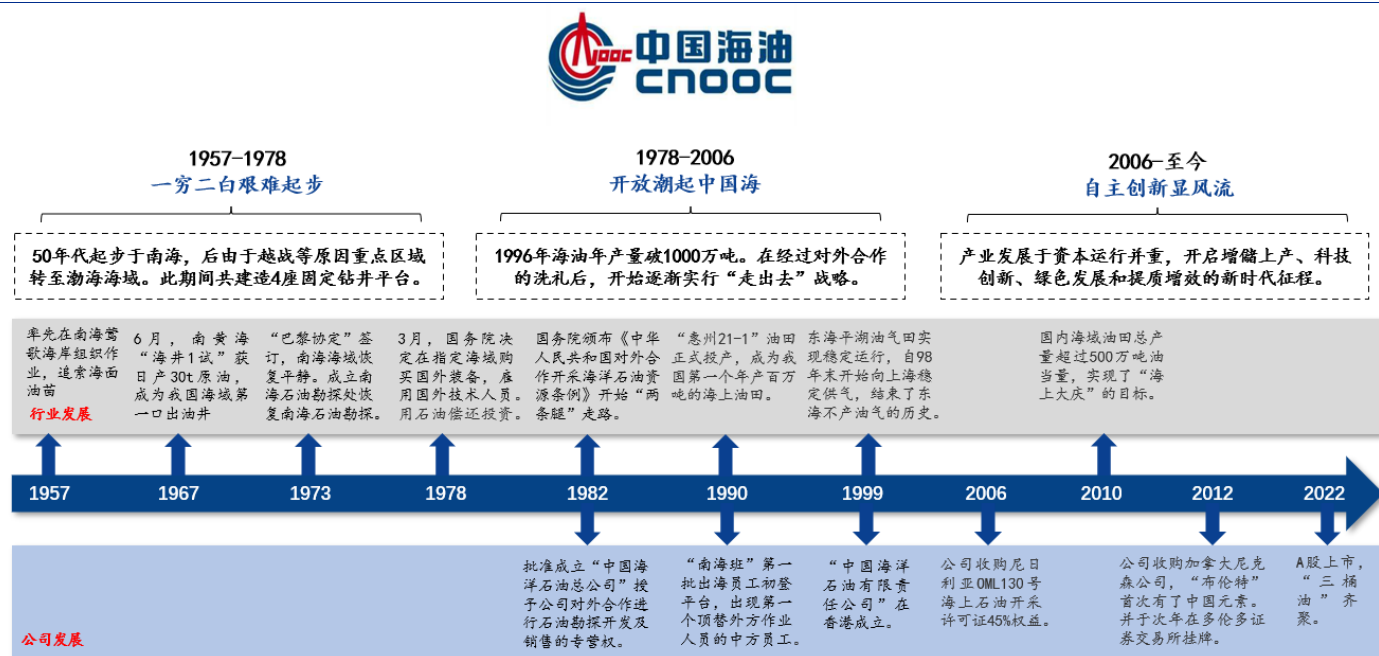 中国海油
CNOOC
CNOOC
1957-1978
一穷二白艰难起步
1978-2006
开放潮起中国海
2006-至今
自主创新显风流
50年代起步于南海，后由于越战等原因重点区域
转至渤海海域。此期间共建造4座固定钻井平台。
1996年海油年产量破1000万吨。在经过对外合作
的洗礼后，开始逐渐实行“走出去”战略。
产业发展于资本运行并重，开启增储上产、科技
创新、绿色发展和提质增效的新时代征程。
率先在南海莺
歌海岸组织作
业，追索海面
油苗
行业发展
6月，南黄海
“海井1试”获
日产30t原油，
成为我国海域第
一口出油井
“巴黎协定”签
订，南海海域恢
复平静。成立南
海石油勘探处恢
复南海石油勘探。
3月，国务院决
定在指定海域购
买国外装备，雇
用国外技术人员。
用石油偿还投资。
国务院颁布《中华
人民共和国对外合
作开采海洋石油资
源条例》开始“两
条腿”走路。
“惠州21-1”油田
正式投产，成为我
国第一个年产百万
吨的海上油田。
东海平湖油气田实
现稳定运行，自98
年末开始向上海稳
定供气，结束了东
海不产油气的历史。
国内海域油田总产
量超过500万吨油
当量，实现了“海
上大庆”的目标。
1957
1967
1973
1978
1982
1990
1999
2006
2010
2012
2022
公司发展
批准成立“中国海
洋石油总公司”授
予公司对外合作进
行石油勘探开发及
销售的专营权。
“南海班”第一
批出海员工初登
平台，出现第一
个顶替外方作业
人员的中方员工。
“中国海洋
石油有限责
任公司”在
香港成立。
公司收购尼日
利亚OML130号
海上石油开采
许可证45%权益。
公司收购加拿大尼克
森公司，“布伦特”
首次有了中国元素。
并于次年在多伦多证
券交易所挂牌。
A股上市，
“三桶
油”齐
聚。